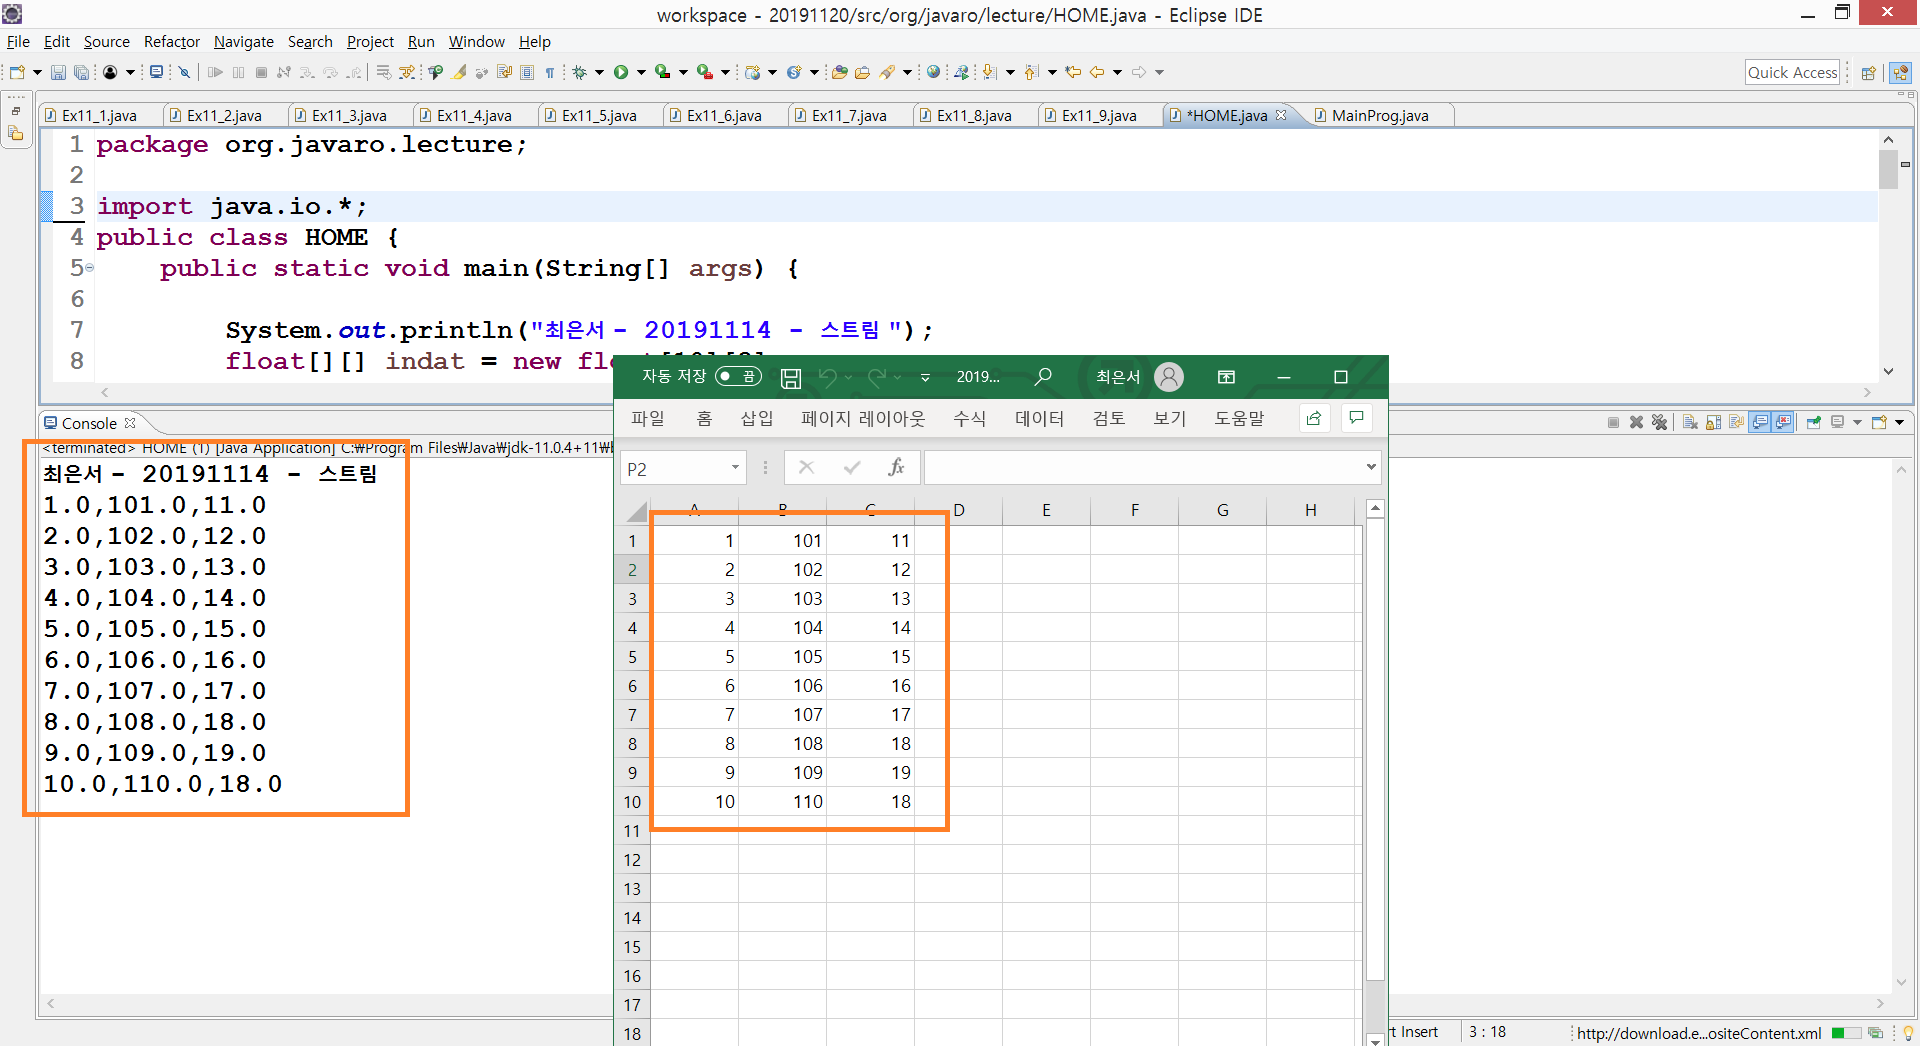 workspace - 20191120/src/org/javaro/lecture/HOME.java - Eclipse IDE
File Edit Source Refactor Navigate Search Project Run Window Help
Quick Access
Ex11_1.java Ex11_2.java Ex11_3.java Ex11_4.java Ex11_5.java Ex11_6.java Ex11_7.java Ex11_8.java Ex11_9.java *HOME.java MainProg.java
1 package org.javaro.lecture;
2
3 import java.io.*;
4 public class HOME {
5 public static void main(String[] args) {
6
7 System.out.println("최은서 - 20191114 - 스트림 ");
8 float[][] indat = new
Console
<terminated> HOME (1) [Java Application] C:₩Program Files₩Java₩jdk-11.0.4+11₩
최은서 - 20191114 - 스트림
1.0,101.0,11.0
2.0,102.0,12.0
3.0,103.0,13.0
4.0,104.0,14.0
5.0,105.0,15.0
6.0,106.0,16.0
7.0,107.0,17.0
8.0,108.0,18.0
9.0,109.0,19.0
10.0,110.0,18.0
자동 저장 끔 2019... 최은서
파일 홈 삽입 페이지 레이아웃 수식 데이터 검토 보기 도움말
P2 fx
A B C D E F G H
1 1 101 11
2 2 102 12
3 3 103 13
4 4 104 14
5 5 105 15
6 6 106 16
7 7 107 17
8 8 108 18
9 9 109 19
10 10 110 18
11
12
13
14
15
16
17
18
Insert 3 : 18 http://download.e...ositeContent.xml